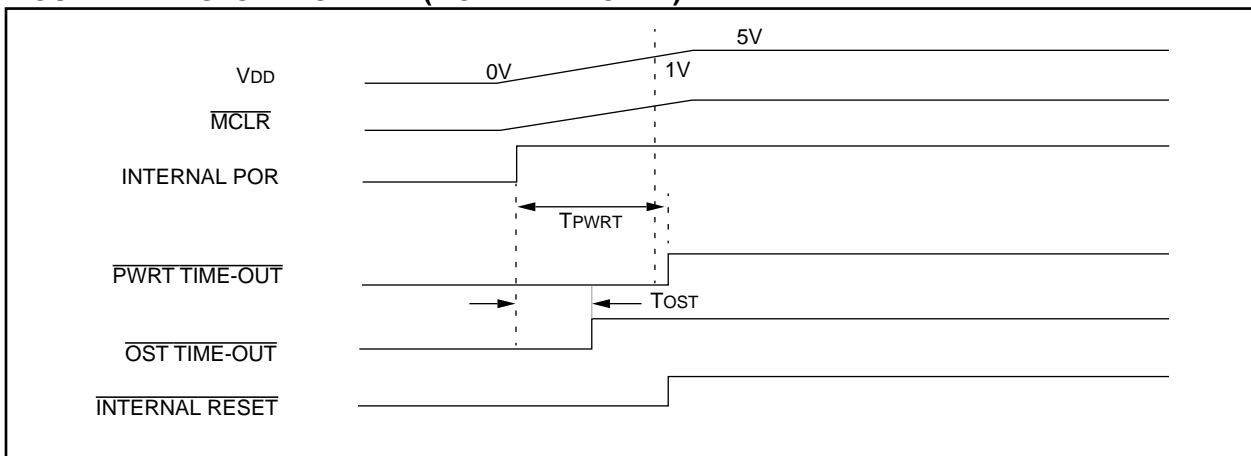 5V
VDD 0V 1V
MCLR
INTERNAL POR
TPWRT
PWRT TIME-OUT
TOST
OST TIME-OUT
INTERNAL RESET